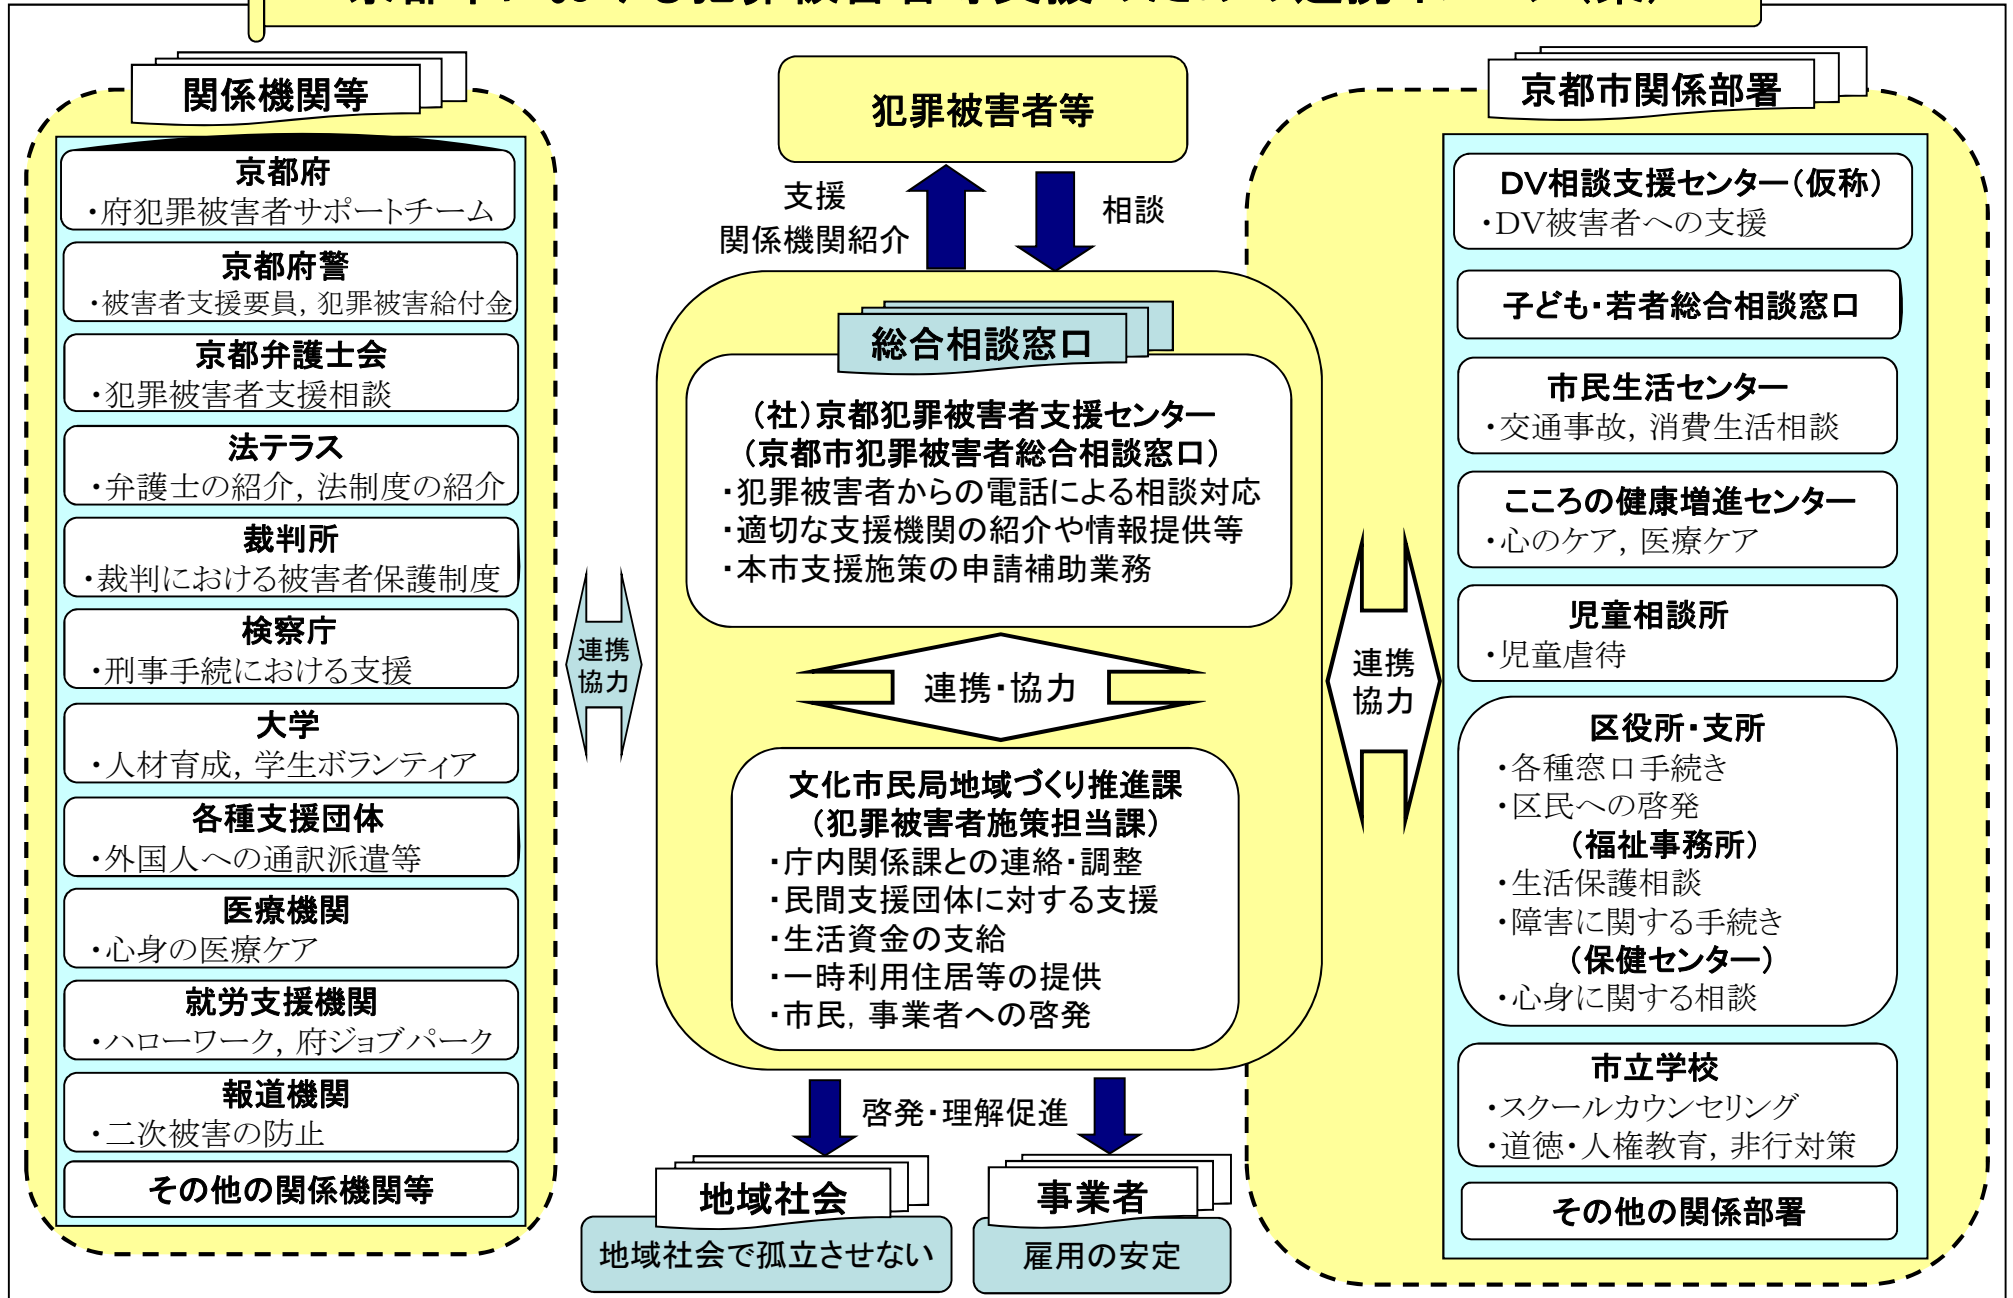 京都市における犯罪被害者等支援のための連携イメージ（案）
関係機関等
京都府
・府犯罪被害者サポートチーム
京都府警
・被害者支援要員，犯罪被害給付金
京都弁護士会
・犯罪被害者支援相談
法テラス
・弁護士の紹介，法制度の紹介
裁判所
・裁判における被害者保護制度
検察庁
・刑事手続における支援
大学
・人材育成，学生ボランティア
各種支援団体
・外国人への通訳派遣等
医療機関
・心身の医療ケア
就労支援機関
・ハローワーク，府ジョブパーク
報道機関
・二次被害の防止
その他の関係機関等
連携
協力
犯罪被害者等
支援
関係機関紹介
相談
総合相談窓口
（社）京都犯罪被害者支援センター
（京都市犯罪被害者総合相談窓口）
・犯罪被害者からの電話による相談対応
・適切な支援機関の紹介や情報提供等
・本市支援施策の申請補助業務
連携・協力
文化市民局地域づくり推進課
（犯罪被害者施策担当課）
・庁内関係課との連絡・調整
・民間支援団体に対する支援
・生活資金の支給
・一時利用住居等の提供
・市民，事業者への啓発
啓発・理解促進
地域社会
地域社会で孤立させない
事業者
雇用の安定
連携
協力
京都市関係部署
ＤＶ相談支援センター（仮称）
・ＤＶ被害者への支援
子ども・若者総合相談窓口
市民生活センター
・交通事故，消費生活相談
こころの健康増進センター
・心のケア，医療ケア
児童相談所
・児童虐待
区役所・支所
・各種窓口手続き
・区民への啓発
（福祉事務所）
・生活保護相談
・障害に関する手続き
（保健センター）
・心身に関する相談
市立学校
・スクールカウンセリング
・道徳・人権教育，非行対策
その他の関係部署